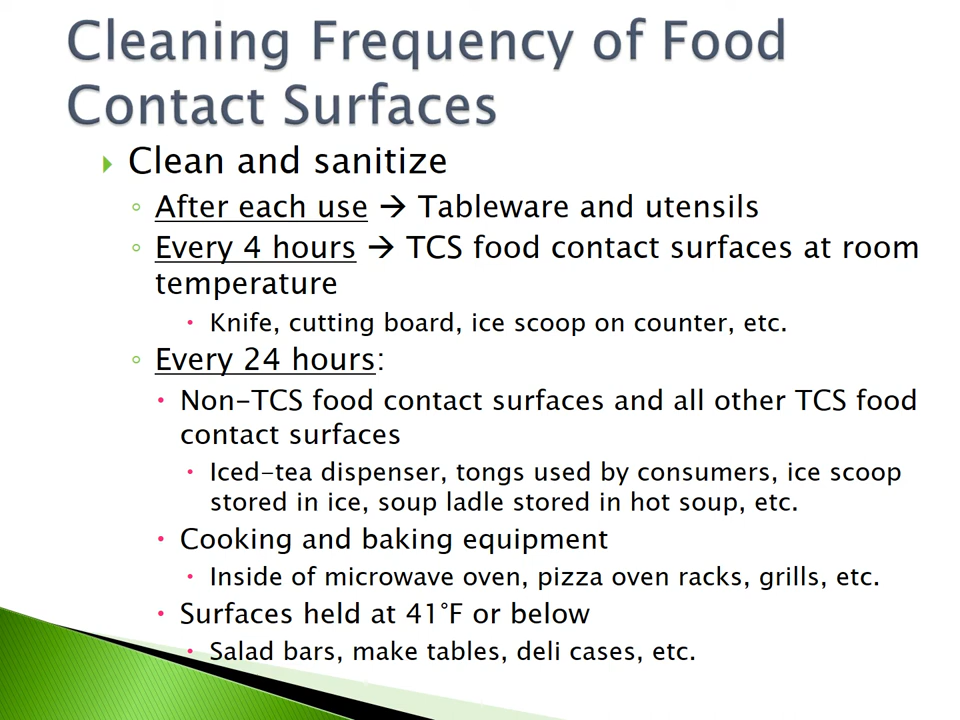 Cleaning Frequency of Food
Contact Surfaces
Clean and sanitize
After each use → Tableware and utensils
Every 4 hours → TCS food contact surfaces at room
temperature
Knife, cutting board, ice scoop on counter, etc.
Every 24 hours:
Non-TCS food contact surfaces and all other TCS food
contact surfaces
Iced-tea dispenser, tongs used by consumers, ice scoop
stored in ice, soup ladle stored in hot soup, etc.
Cooking and baking equipment
Inside of microwave oven, pizza oven racks, grills, etc.
Surfaces held at 41°F or below
Salad bars, make tables, deli cases, etc.